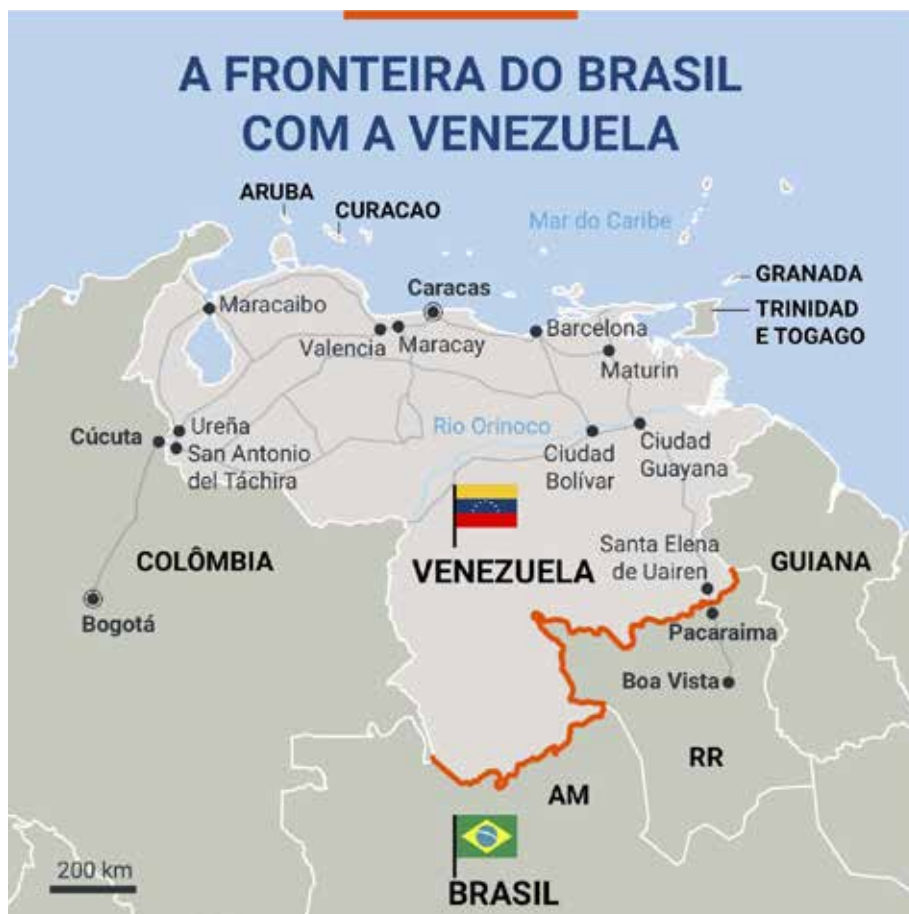 A FRONTEIRA DO BRASIL
COM A VENEZUELA
ARUBA
CURACAO
Mar do Caribe
GRANADA
TRINIDAD
E TOGAGO
Caracas
Maracaibo
Valencia
Maracay
Barcelona
Maturin
Cúcuta
Ureña
San Antonio
del Táchira
Rio Orinoco
Ciudad
Bolívar
Ciudad
Guayana
COLÔMBIA
VENEZUELA
Santa Elena
de Uairen
GUIANA
Bogotá
Pacaraima
Boa Vista
RR
AM
BRASIL
200 km